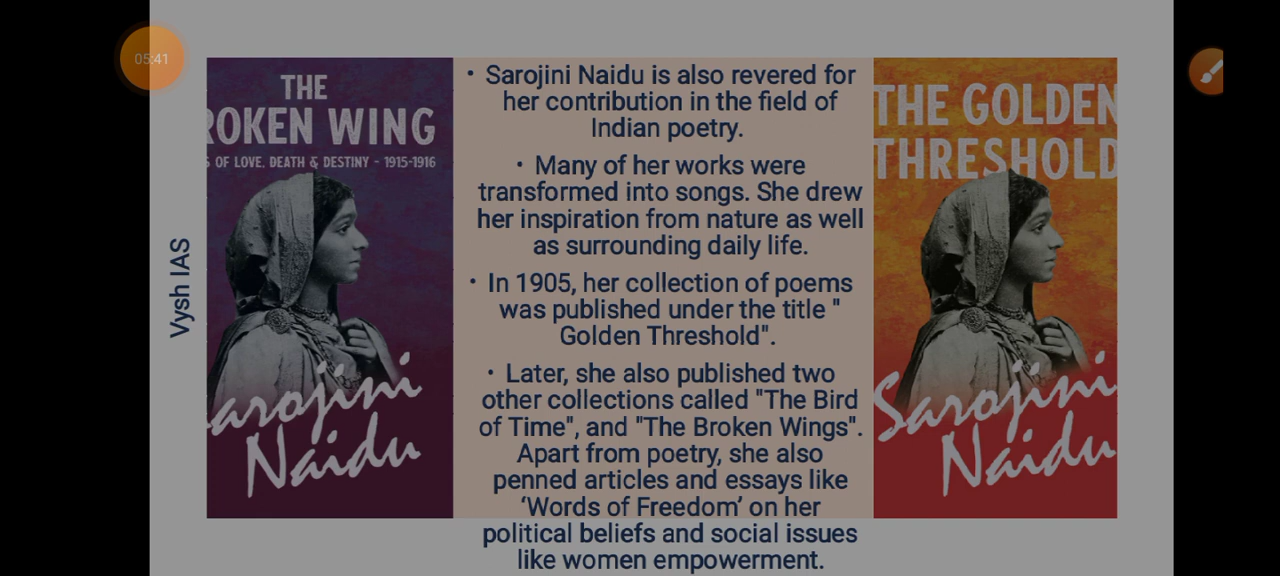 05:41
Vysh IAS
THE
ROKEN WING
S OF LOVE, DEATH & DESTINY - 1915-1916
Sarojini
Naidu
• Sarojini Naidu is also revered for
her contribution in the field of
Indian poetry.
• Many of her works were
transformed into songs. She drew
her inspiration from nature as well
as surrounding daily life.
• In 1905, her collection of poems
was published under the title "
Golden Threshold".
• Later, she also published two
other collections called "The Bird
of Time", and "The Broken Wings".
Apart from poetry, she also
penned articles and essays like
‘Words of Freedom’ on her
political beliefs and social issues
like women empowerment.
THE GOLDEN
THRESHOLD
Sarojini
Naidu